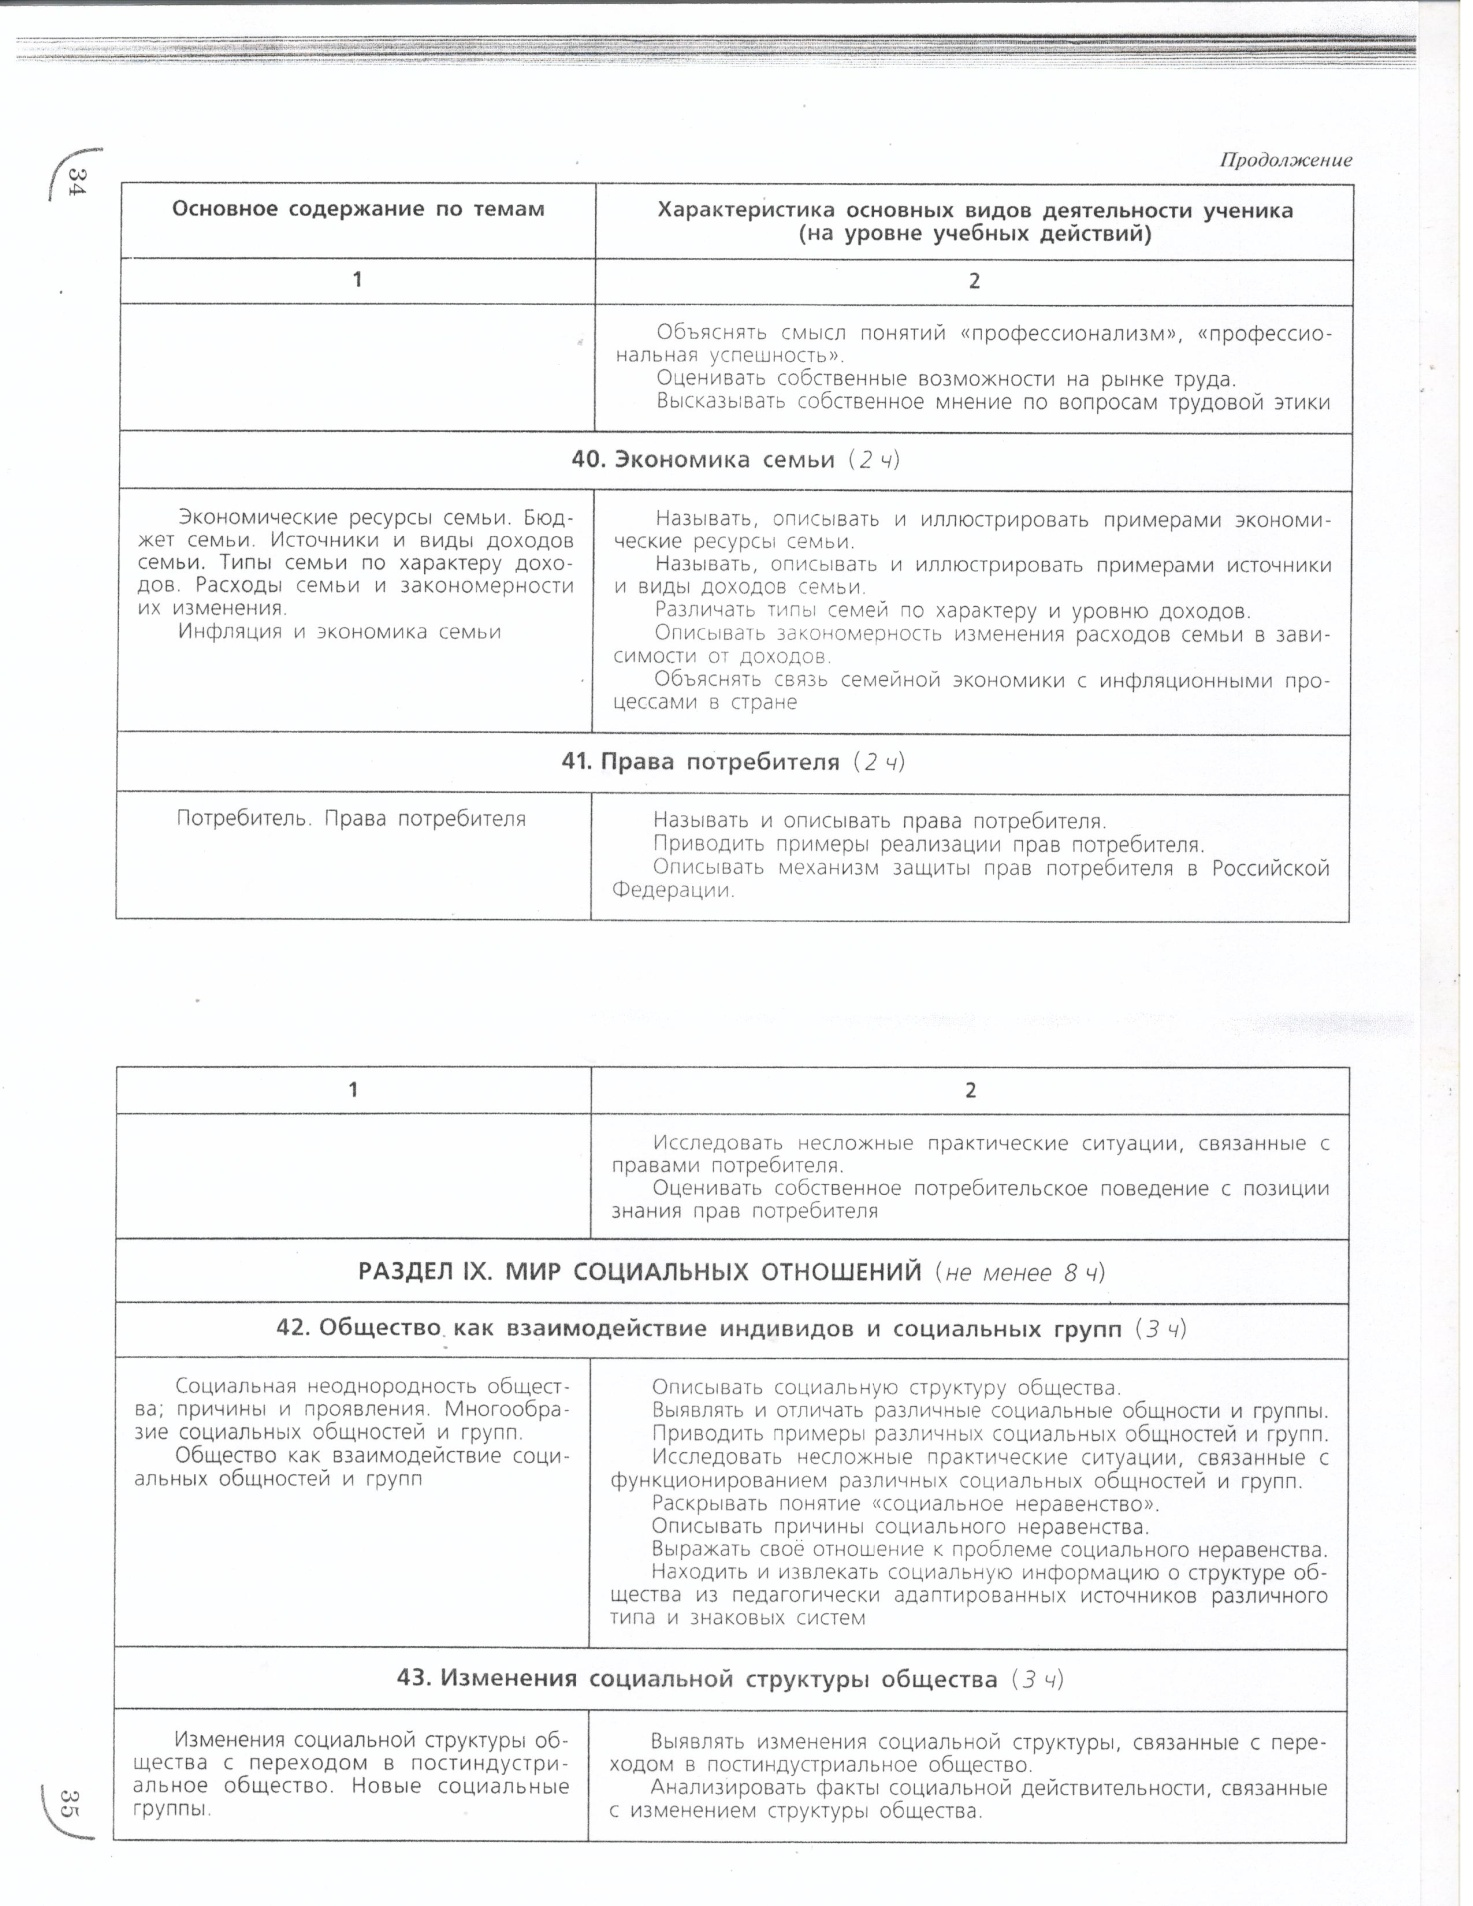 34
Продолжение
Основное содержание по темам
Характеристика основных видов деятельности ученика
(на уровне учебных действий)
1
2
Объяснять смысл понятий «профессионализм», «профессио-
нальная успешность».
Оценивать собственные возможности на рынке труда.
Высказывать собственное мнение по вопросам трудовой этики
40. Экономика семьи (2 ч)
Экономические ресурсы семьи. Бюд-
жет семьи. Источники и виды доходов
семьи. Типы семьи по характеру дохо-
дов. Расходы семьи и закономерности
их изменения.
Инфляция и экономика семьи
Называть, описывать и иллюстрировать примерами экономи-
ческие ресурсы семьи.
Называть, описывать и иллюстрировать примерами источники
и виды доходов семьи.
Различать типы семей по характеру и уровню доходов.
Описывать закономерность изменения расходов семьи в зави-
симости от доходов.
Объяснять связь семейной экономики с инфляционными про-
цессами в стране
41. Права потребителя (2 ч)
Потребитель. Права потребителя
Называть и описывать права потребителя.
Приводить примеры реализации прав потребителя.
Описывать механизм защиты прав потребителя в Российской
Федерации.
1
2
Исследовать несложные практические ситуации, связанные с
правами потребителя.
Оценивать собственное потребительское поведение с позиции
знания прав потребителя
РАЗДЕЛ IX. МИР СОЦИАЛЬНЫХ ОТНОШЕНИЙ (не менее 8 ч)
42. Общество как взаимодействие индивидов и социальных групп (3 ч)
Социальная неоднородность общест-
ва; причины и проявления. Многообра-
зие социальных общностей и групп.
Общество как взаимодействие соци-
альных общностей и групп
Описывать социальную структуру общества.
Выявлять и отличать различные социальные общности и группы.
Приводить примеры различных социальных общностей и групп.
Исследовать несложные практические ситуации, связанные с
функционированием различных социальных общностей и групп.
Раскрывать понятие «социальное неравенство».
Описывать причины социального неравенства.
Выражать своё отношение к проблеме социального неравенства.
Находить и извлекать социальную информацию о структуре об-
щества из педагогически адаптированных источников различного
типа и знаковых систем
43. Изменения социальной структуры общества (3 ч)
Изменения социальной структуры об-
щества с переходом в постиндустри-
альное общество. Новые социальные
группы.
Выявлять изменения социальной структуры, связанные с пере-
ходом в постиндустриальное общество.
Анализировать факты социальной действительности, связанные
с изменением структуры общества.
35